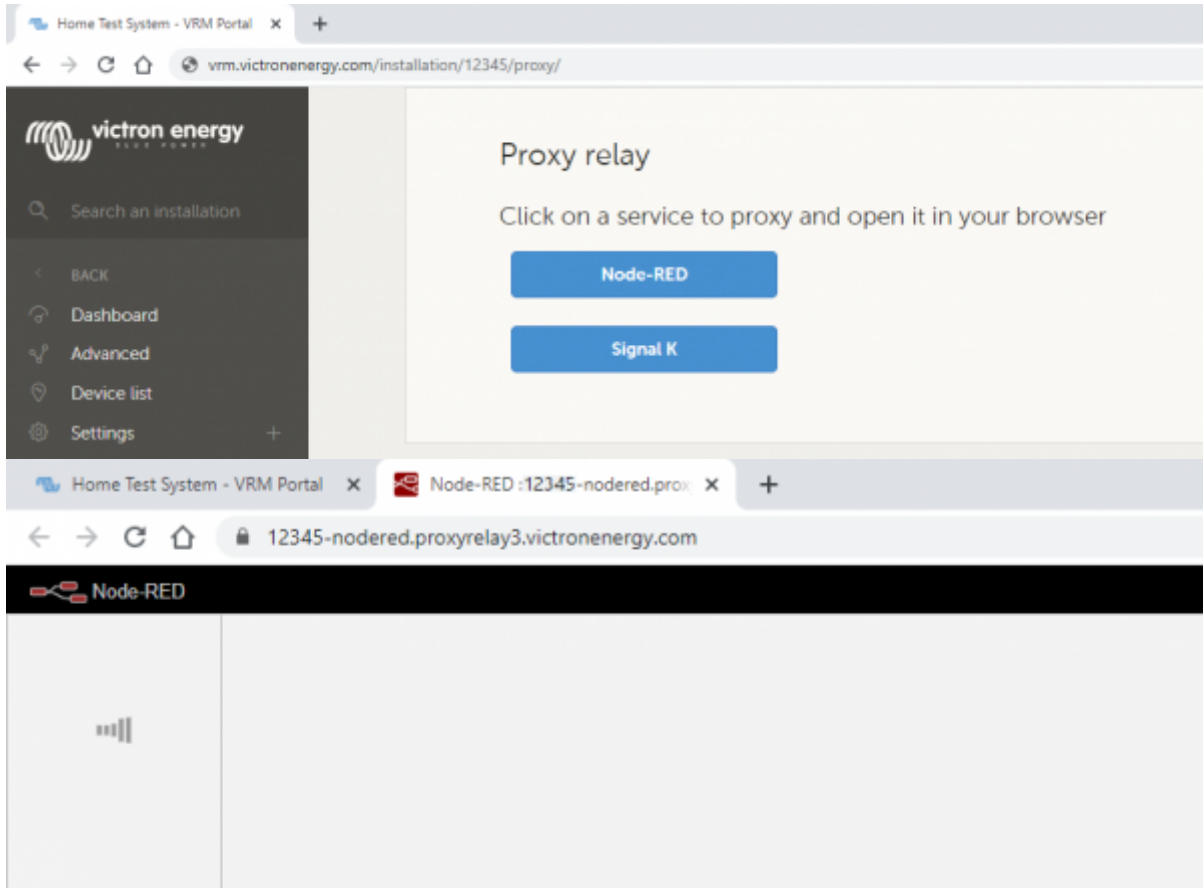 Home Test System - VRM Portal
vrm.victronenergy.com/installation/12345/proxy/
victron energy
BLUE POWER
Search an installation
BACK
Dashboard
Advanced
Device list
Settings
Proxy relay
Click on a service to proxy and open it in your browser
Node-RED
Signal K
Home Test System - VRM Portal
Node-RED :12345-nodered.prox
12345-nodered.proxyrelay3.victronenergy.com
Node-RED